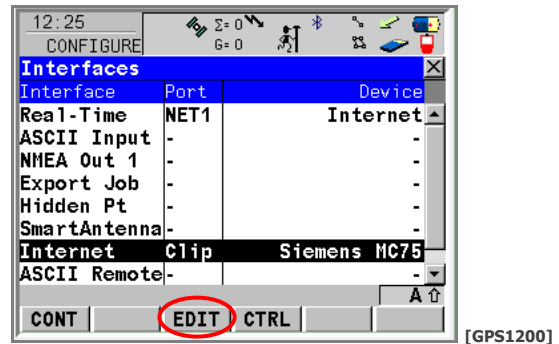 12:25
CONFIGURE
Σ= 0
G= 0
Interfaces
Interface Port Device
Real-Time NET1 Internet
ASCII Input - -
NMEA Out 1 - -
Export Job - -
Hidden Pt - -
SmartAntenna - -
Internet Clip Siemens MC75
ASCII Remote - -
A
CONT EDIT CTRL
[GPS1200]